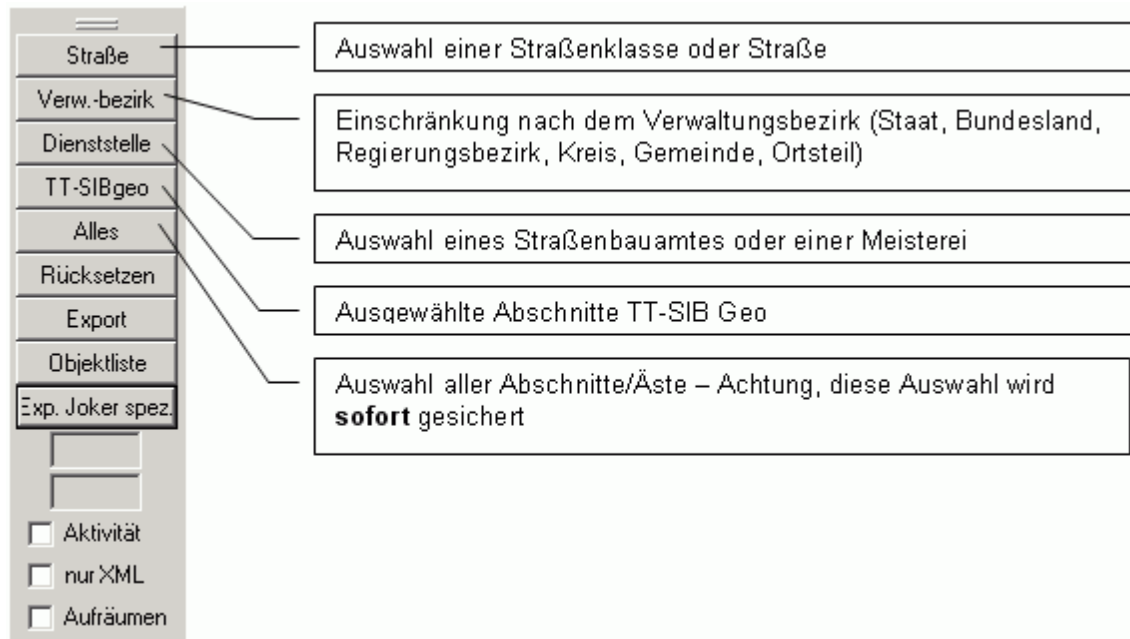 Straße
Verw.-bezirk
Dienststelle
TT-SIBgeo
Alles
Rücksetzen
Export
Objektliste
Exp. Joker spez.
Aktivität
nur XML
Aufräumen
Auswahl einer Straßenklasse oder Straße
Einschränkung nach dem Verwaltungsbezirk (Staat, Bundesland,
Regierungsbezirk, Kreis, Gemeinde, Ortsteil)
Auswahl eines Straßenbauamtes oder einer Meisterei
Ausgewählte Abschnitte TT-SIB Geo
Auswahl aller Abschnitte/Äste – Achtung, diese Auswahl wird
sofort gesichert